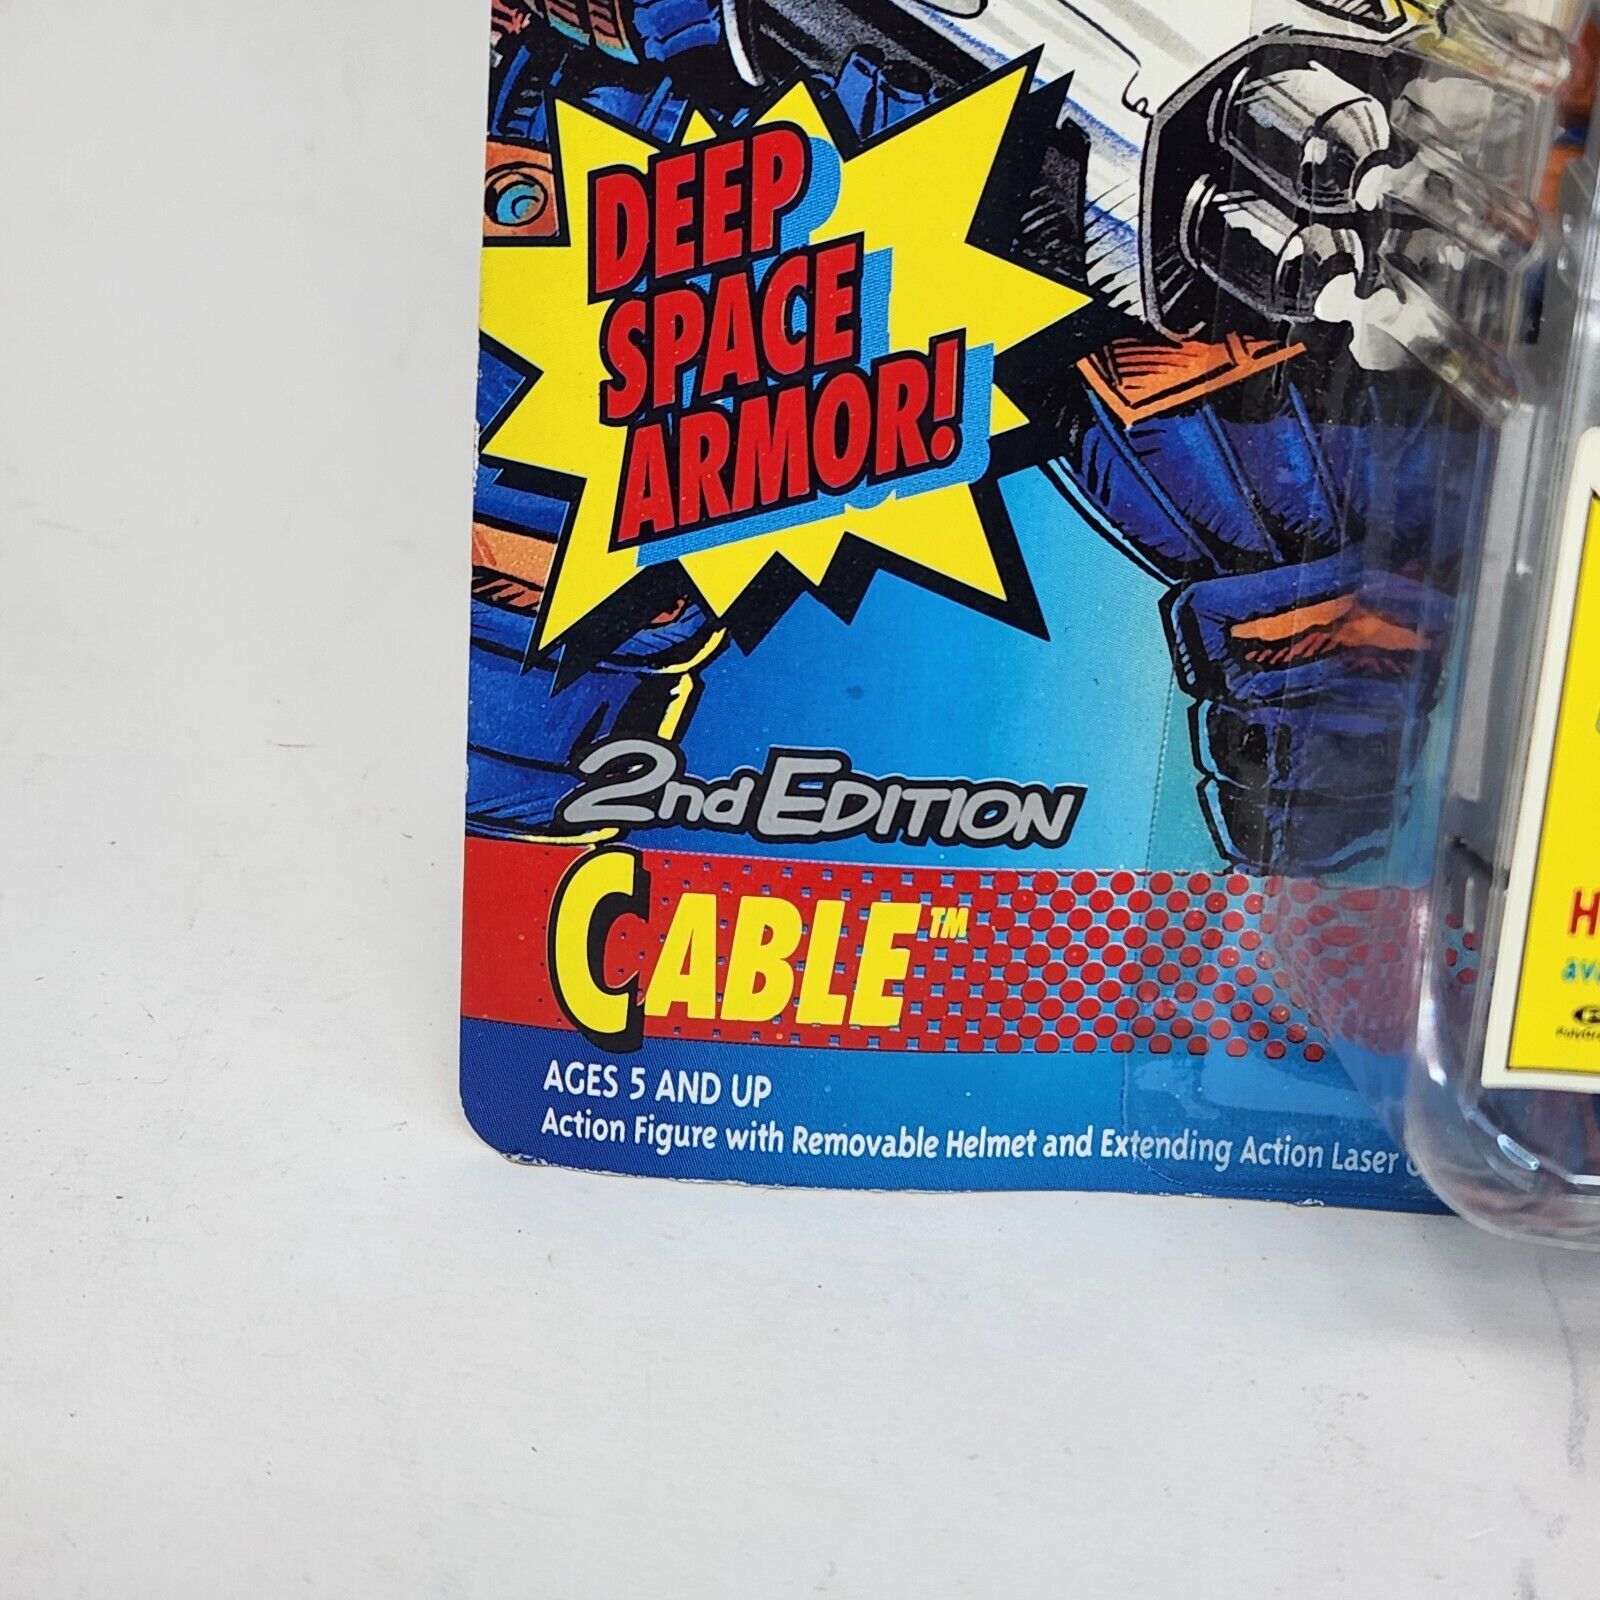 DEEP
SPACE
ARMOR!
2nd EDITION
CABLE™
AGES 5 AND UP
Action Figure with Removable Helmet and Extending Action Laser